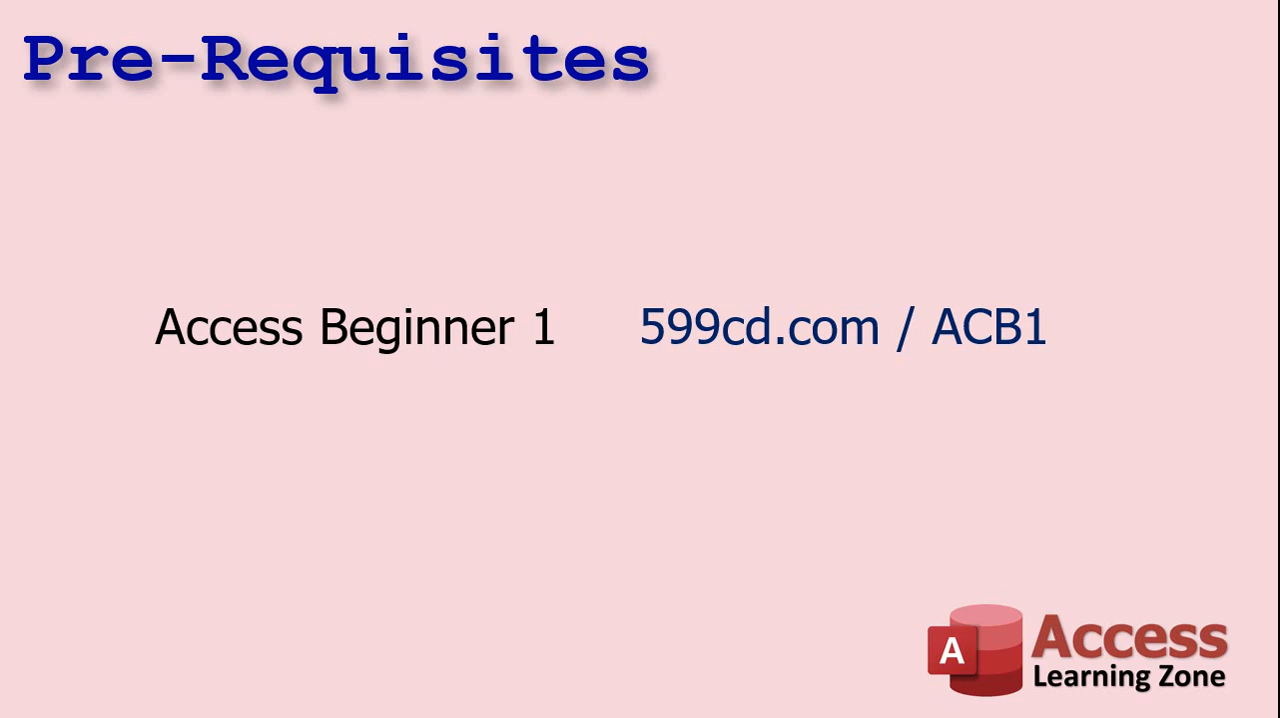 Pre-Requisites
Access Beginner 1 599cd.com / ACB1
A
Access
Learning Zone